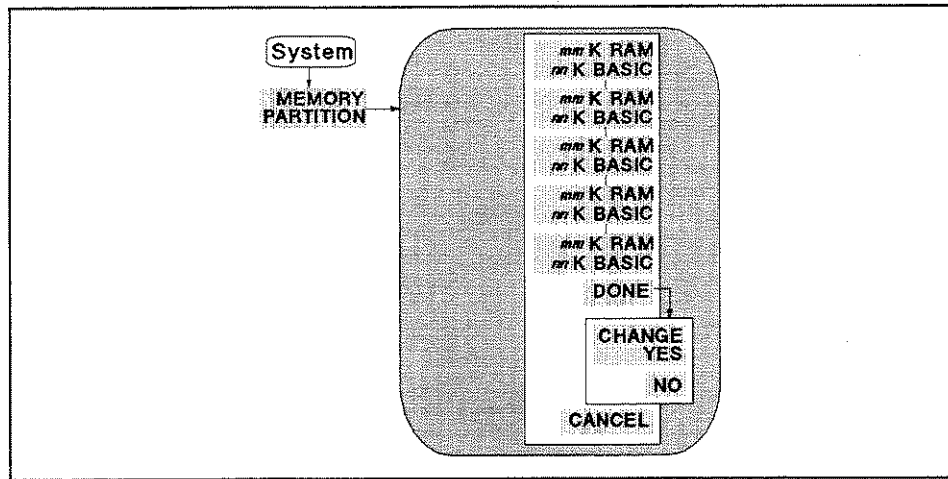 System
MEMORY
PARTITION
mm K RAM
nn K BASIC
mm K RAM
nn K BASIC
mm K RAM
nn K BASIC
mm K RAM
nn K BASIC
mm K RAM
nn K BASIC
DONE
CHANGE
YES
NO
CANCEL